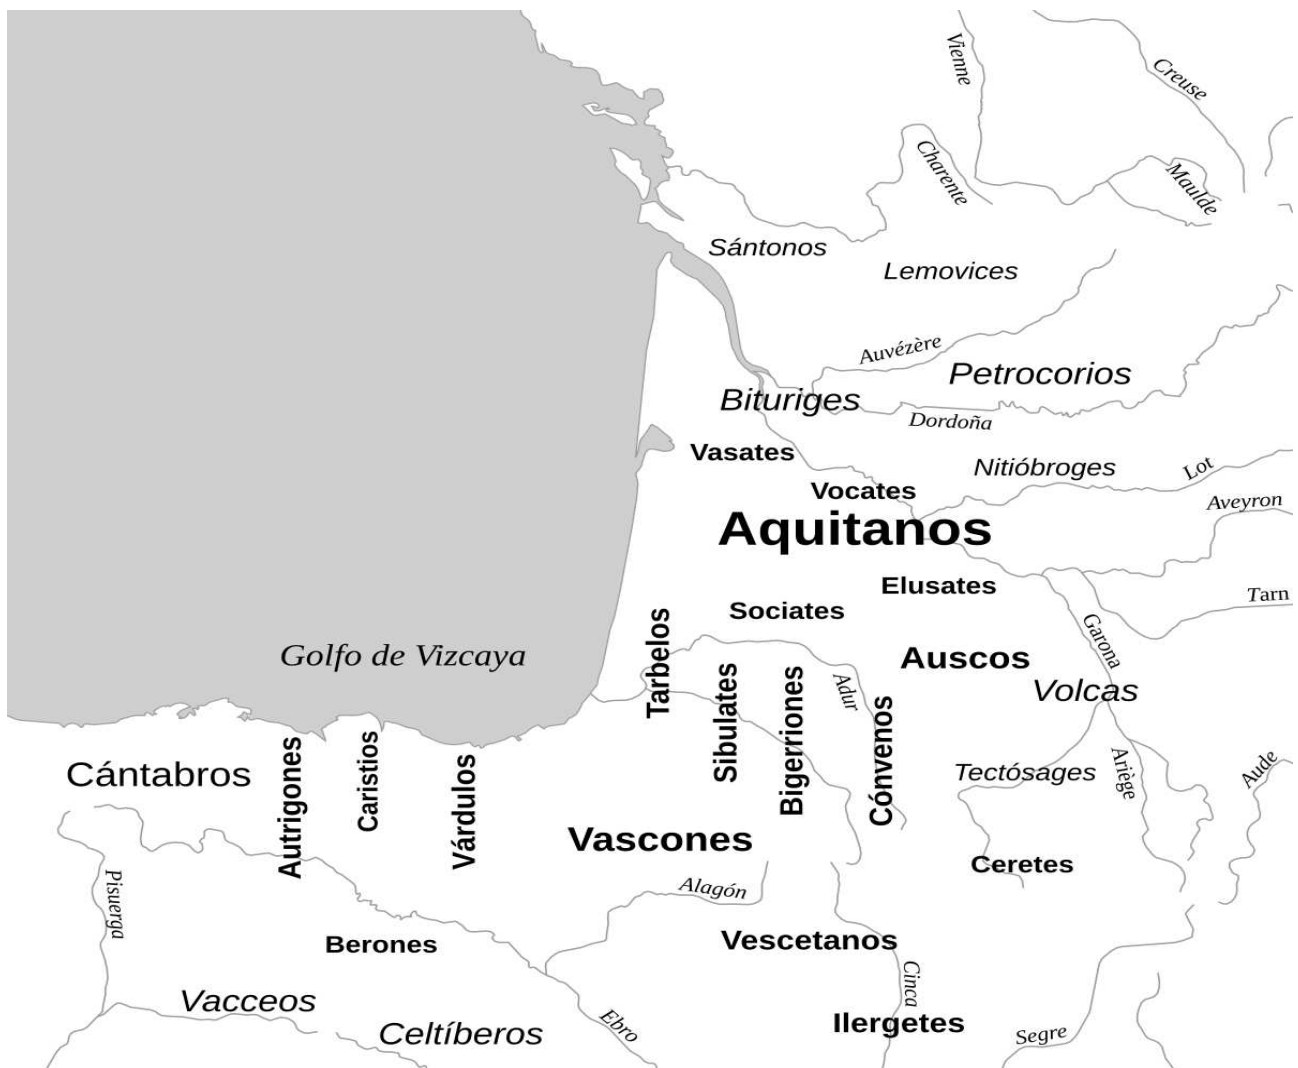 Vienne
Creuse
Charente
Maulde
Sántonos
Lemovices
Auvézère
Petrocorios
Bituriges
Dordoña
Vasates
Nitióbroges
Lot
Vocates
Aveyron
Aquitanos
Elusates
Tarn
Sociates
Garona
Golfo de Vizcaya
Tarbelos
Auscos
Sibulates
Bigerriones
Adur
Volcas
Cónvenos
Cántabros
Autrigones
Caristios
Várdulos
Tectósages
Ariège
Aude
Vascones
Ceretes
Pisuerga
Alagón
Berones
Vescetanos
Cinca
Vacceos
Celtíberos
Ebro
Ilergetes
Segre